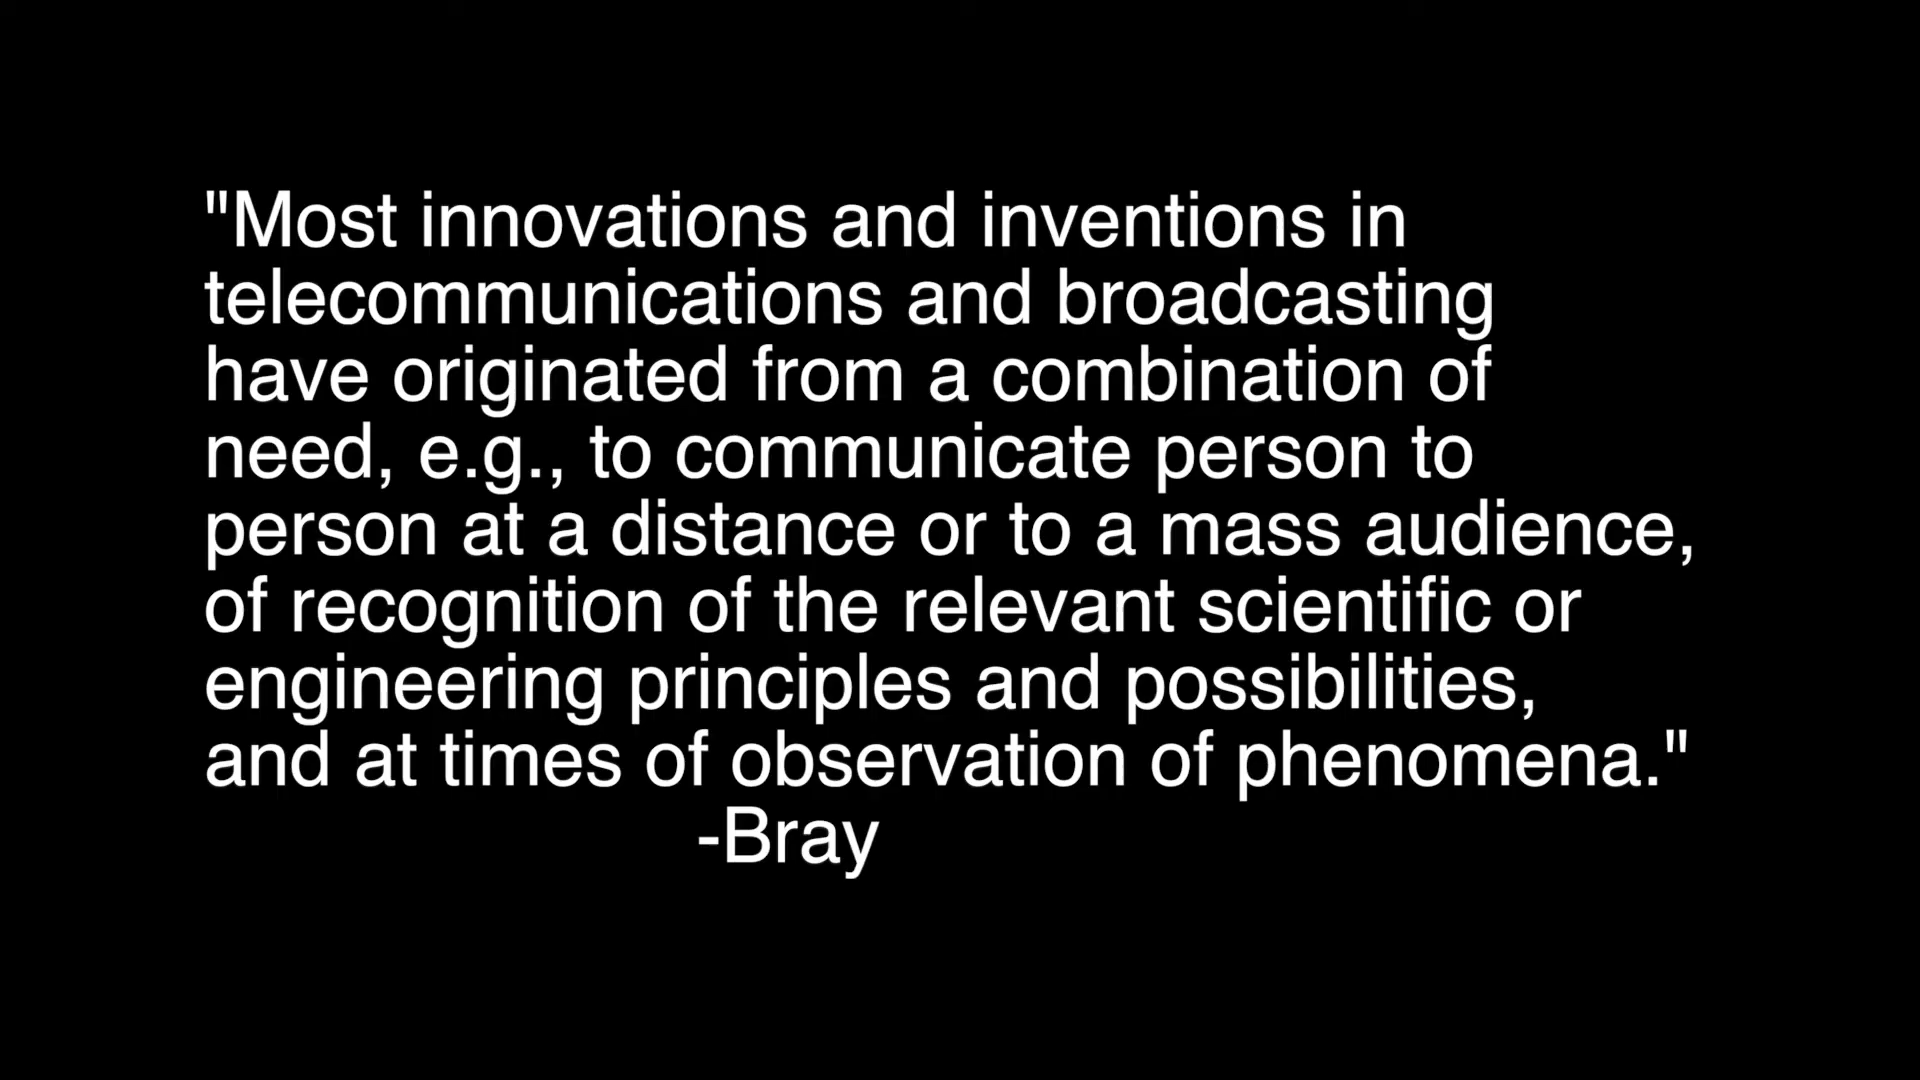 "Most innovations and inventions in
telecommunications and broadcasting
have originated from a combination of
need, e.g., to communicate person to
person at a distance or to a mass audience,
of recognition of the relevant scientific or
engineering principles and possibilities,
and at times of observation of phenomena."
-Bray